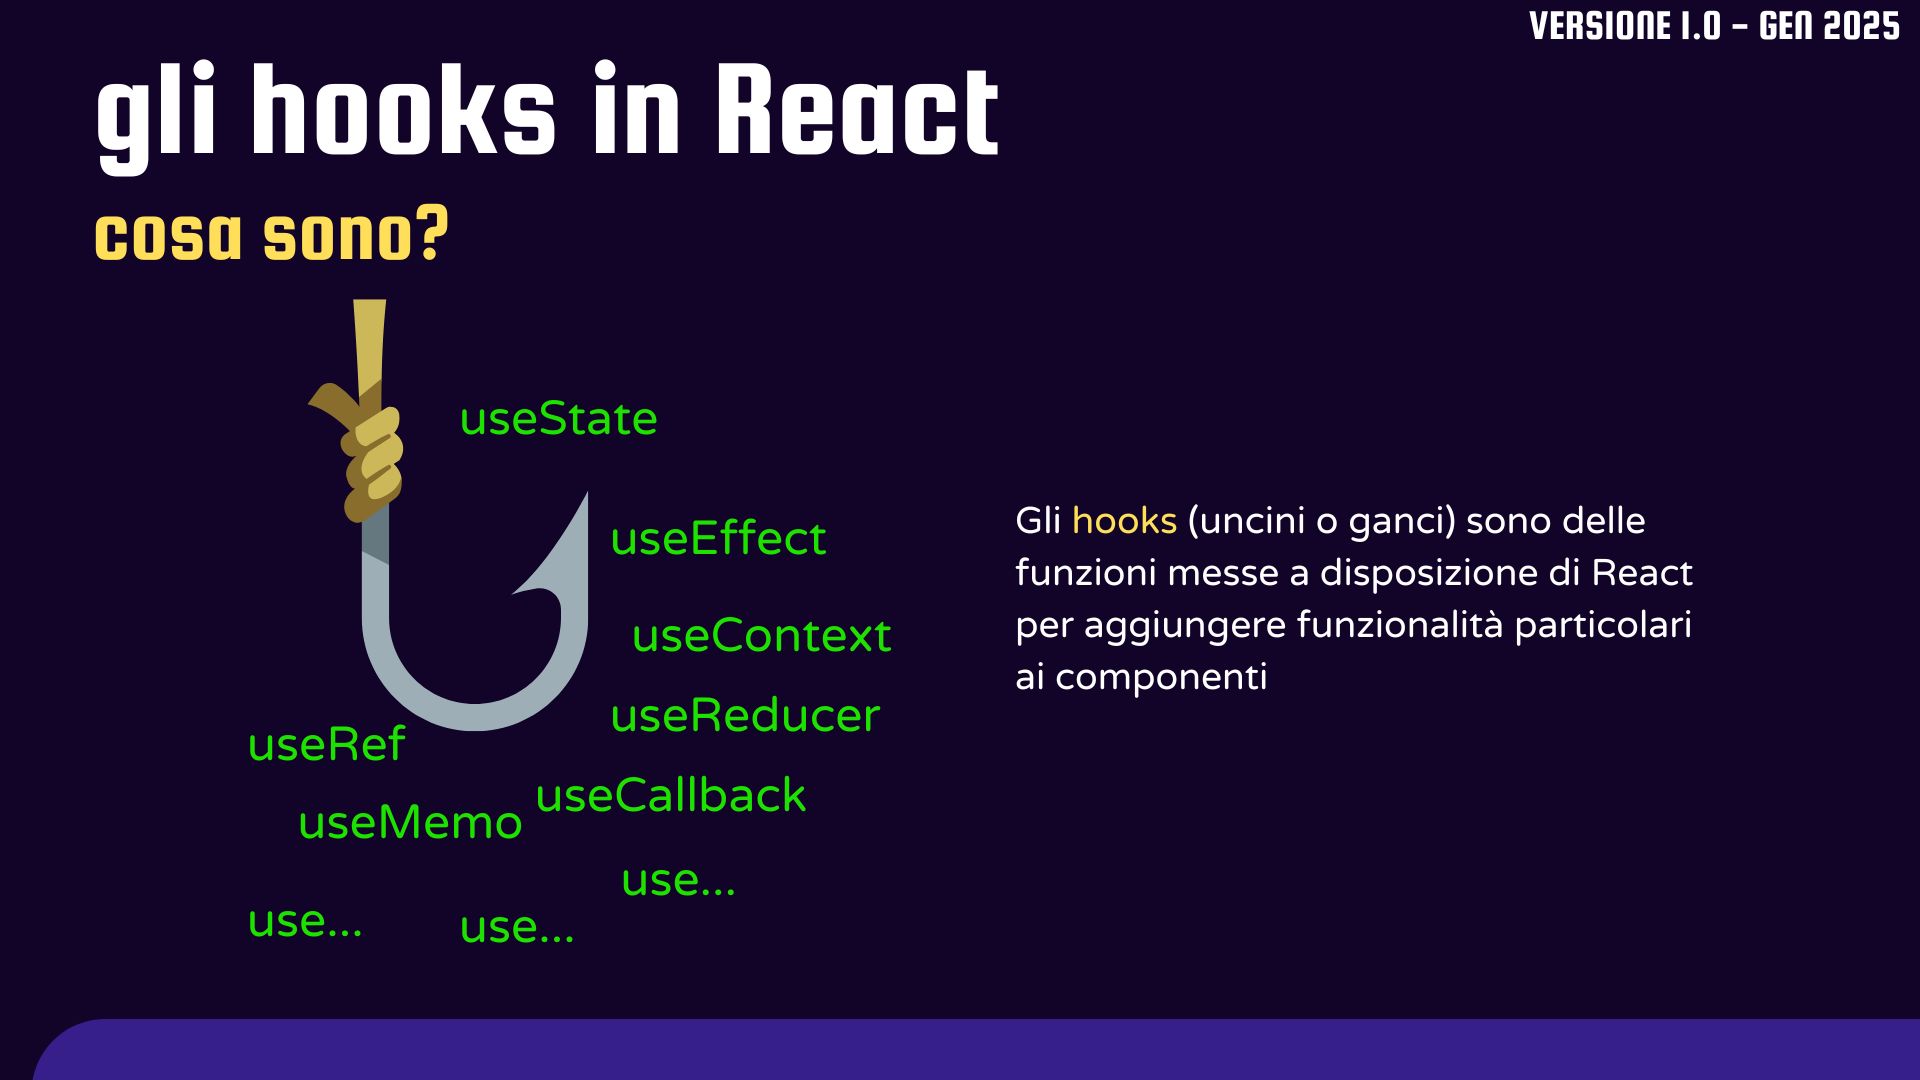 VERSIONE 1.0 - GEN 2025
gli hooks in React
cosa sono?
useState
useEffect
useContext
useReducer
useRef
useCallback
useMemo
use...
use...
use...
Gli hooks (uncini o ganci) sono delle
funzioni messe a disposizione di React
per aggiungere funzionalità particolari
ai componenti